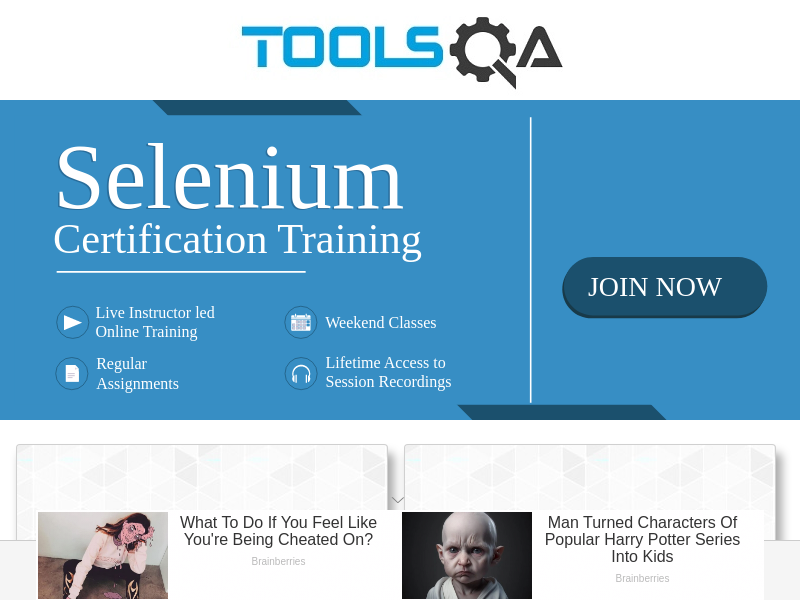 TOOLSQA
Selenium
Certification Training
JOIN NOW
Live Instructor led
Online Training
Weekend Classes
Regular
Assignments
Lifetime Access to
Session Recordings
What To Do If You Feel Like
You're Being Cheated On?
Brainberries
Man Turned Characters Of
Popular Harry Potter Series
Into Kids
Brainberries